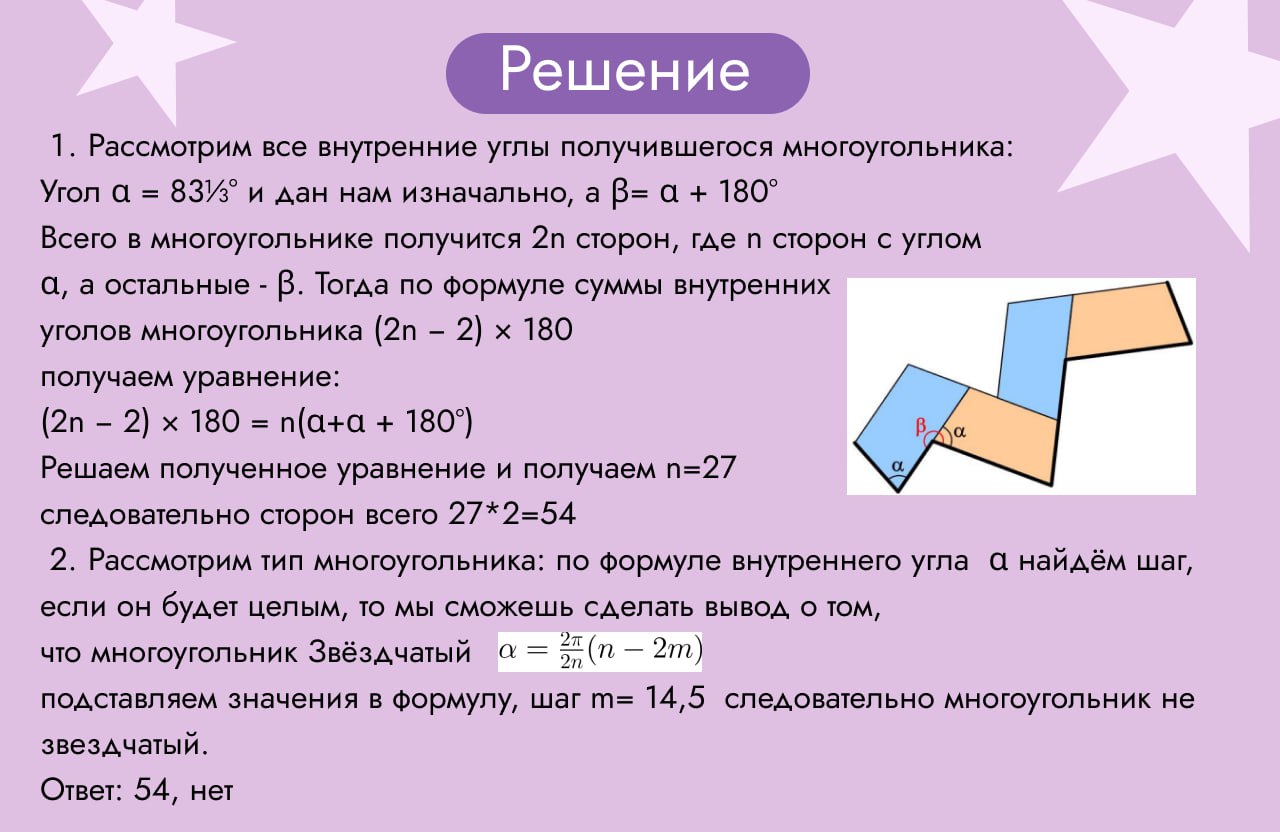 Решение
1. Рассмотрим все внутренние углы получившегося многоугольника:
Угол α = 83⅓° и дан нам изначально, а β= α + 180°
Всего в многоугольнике получится 2n сторон, где n сторон с углом
α, а остальные - β. Тогда по формуле суммы внутренних
уголов многоугольника (2n – 2) × 180
получаем уравнение:
(2n – 2) × 180 = n(α+α + 180°)
Решаем полученное уравнение и получаем n=27
следовательно сторон всего 27*2=54
β
α
α
2. Рассмотрим тип многоугольника: по формуле внутреннего угла α найдём шаг,
если он будет целым, то мы сможешь сделать вывод о том,
что многоугольник Звёздчатый α = 2π/2n (n − 2m)
подставляем значения в формулу, шаг m= 14,5 следовательно многоугольник не
звездчатый.
Ответ: 54, нет